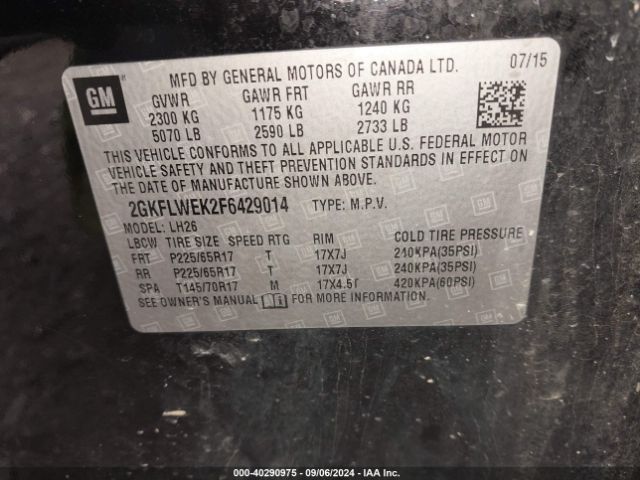 GM
MFD BY GENERAL MOTORS OF CANADA LTD. 07/15
GVWR GAWR FRT GAWR RR
2300 KG 1175 KG 1240 KG
5070 LB 2590 LB 2733 LB
THIS VEHICLE CONFORMS TO ALL APPLICABLE U.S. FEDERAL MOTOR
VEHICLE SAFETY AND THEFT PREVENTION STANDARDS IN EFFECT ON
THE DATE OF MANUFACTURE SHOWN ABOVE.
2GKFLWEK2F6429014 TYPE: M.P.V.
MODEL: LH26
LBCW TIRE SIZE SPEED RTG RIM COLD TIRE PRESSURE
FRT P225/65R17 T 17X7J 240KPA(35PSI)
RR P225/65R17 T 17X7J 240KPA(35PSI)
SPA T145/70R17 M 17X4.5T 420KPA(60PSI)
SEE OWNER'S MANUAL FOR MORE INFORMATION.
000-40290975 - 09/06/2024 - IAA Inc.